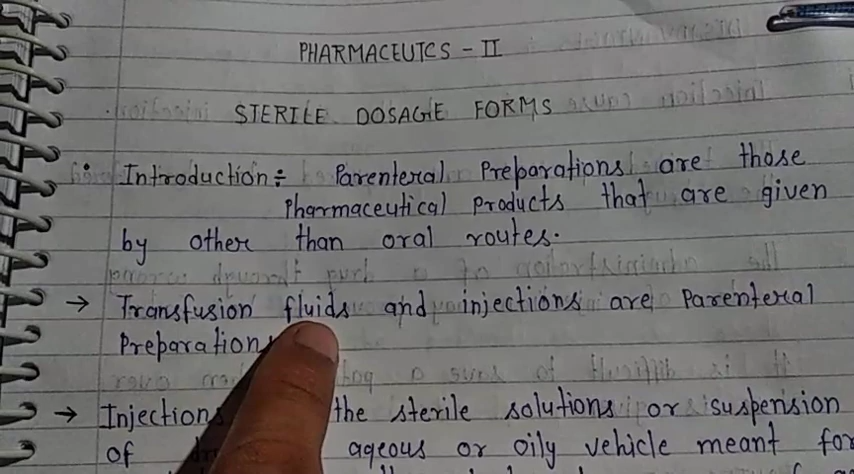 PHARMACEUTCS - II
STERILE DOSAGE FORMS
Introduction ÷ Parenteral Preparations are those
Pharmaceutical Products that are given
by other than oral routes.
→ Transfusion fluids and injections are Parenteral
Preparation
→ Injection the sterile solutions or suspension
of ageous or oily vehicle meant for